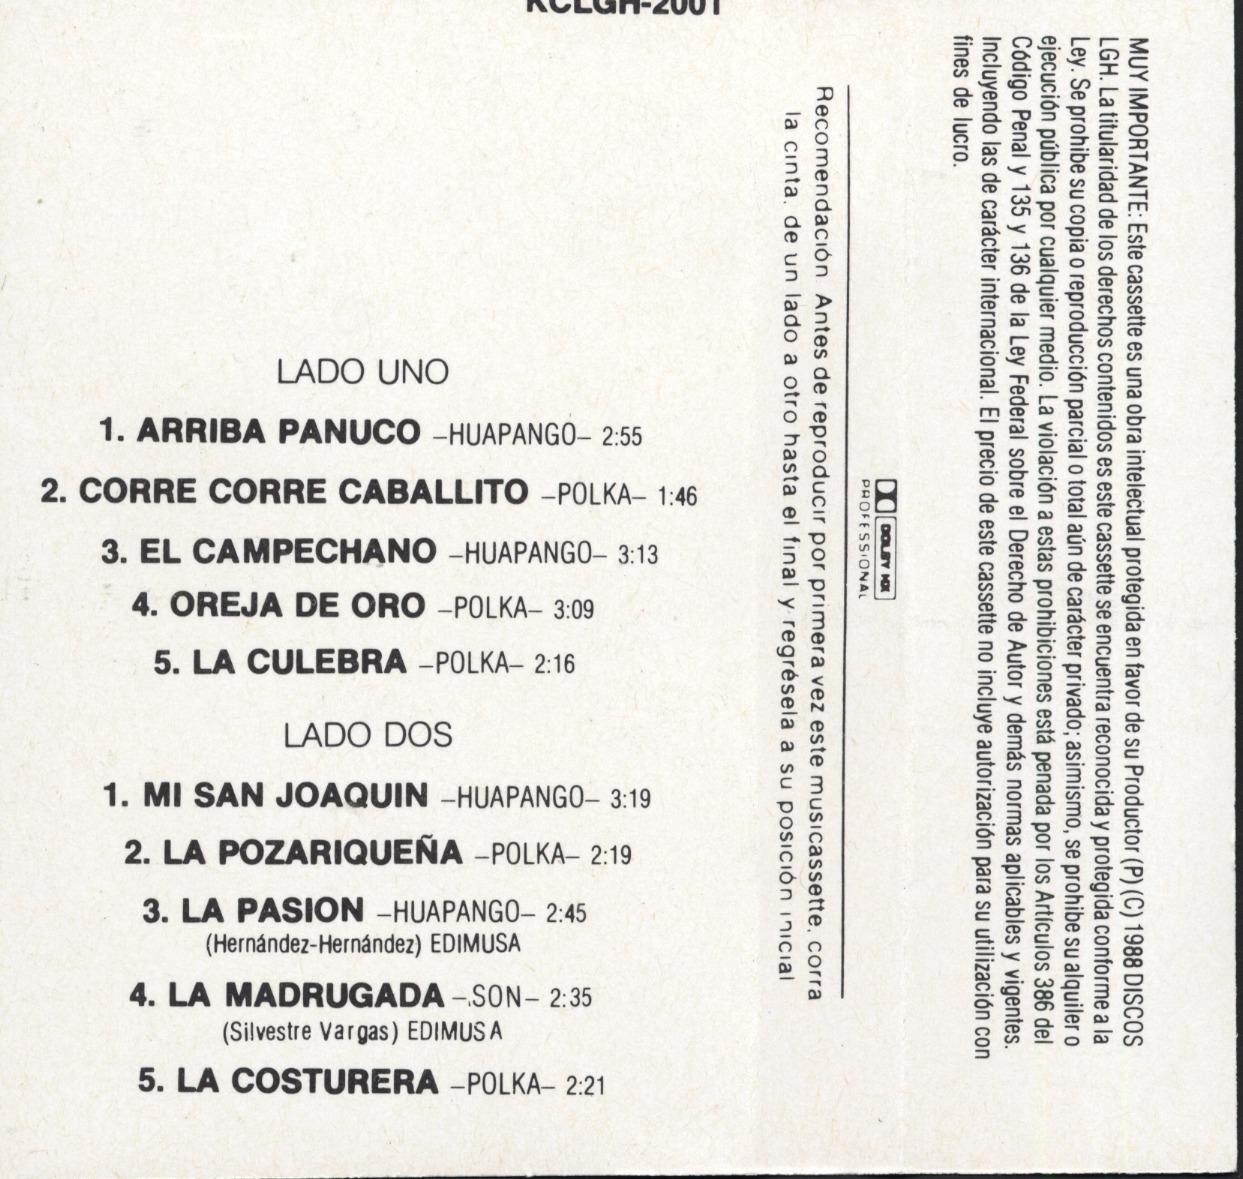 KCLGH-2001
LADO UNO
1. ARRIBA PANUCO –HUAPANGO– 2:55
2. CORRE CORRE CABALLITO –POLKA– 1:46
3. EL CAMPECHANO –HUAPANGO– 3:13
4. OREJA DE ORO –POLKA– 3:09
5. LA CULEBRA –POLKA– 2:16
LADO DOS
1. MI SAN JOAQUIN –HUAPANGO– 3:19
2. LA POZARIQUEÑA –POLKA– 2:19
3. LA PASION –HUAPANGO– 2:45
(Hernández-Hernández) EDIMUSA
4. LA MADRUGADA –SON– 2:35
(Silvestre Vargas) EDIMUSA
5. LA COSTURERA –POLKA– 2:21
Recomendación Antes de reproducir por primera vez este musicassette, corra
la cinta, de un lado a otro hasta el final y regrésela a su posición inicial
DOLBY HX
PROFESSIONAL
MUY IMPORTANTE: Este cassette es una obra intelectual protegida en favor de su Productor (P) (C) 1988 DISCOS
LGH. La titularidad de los derechos contenidos es este cassette se encuentra reconocida y protegida conforme a la
Ley. Se prohibe su copia o reproducción parcial o total aún de carácter privado; asimismo, se prohibe su alquiler o
ejecución pública por cualquier medio. La violación a estas prohibiciones está penada por los Artículos 386 del
Código Penal y 135 y 136 de la Ley Federal sobre el Derecho de Autor y demás normas aplicables y vigentes.
Incluyendo las de carácter internacional. El precio de este cassette no incluye autorización para su utilización con
fines de lucro.